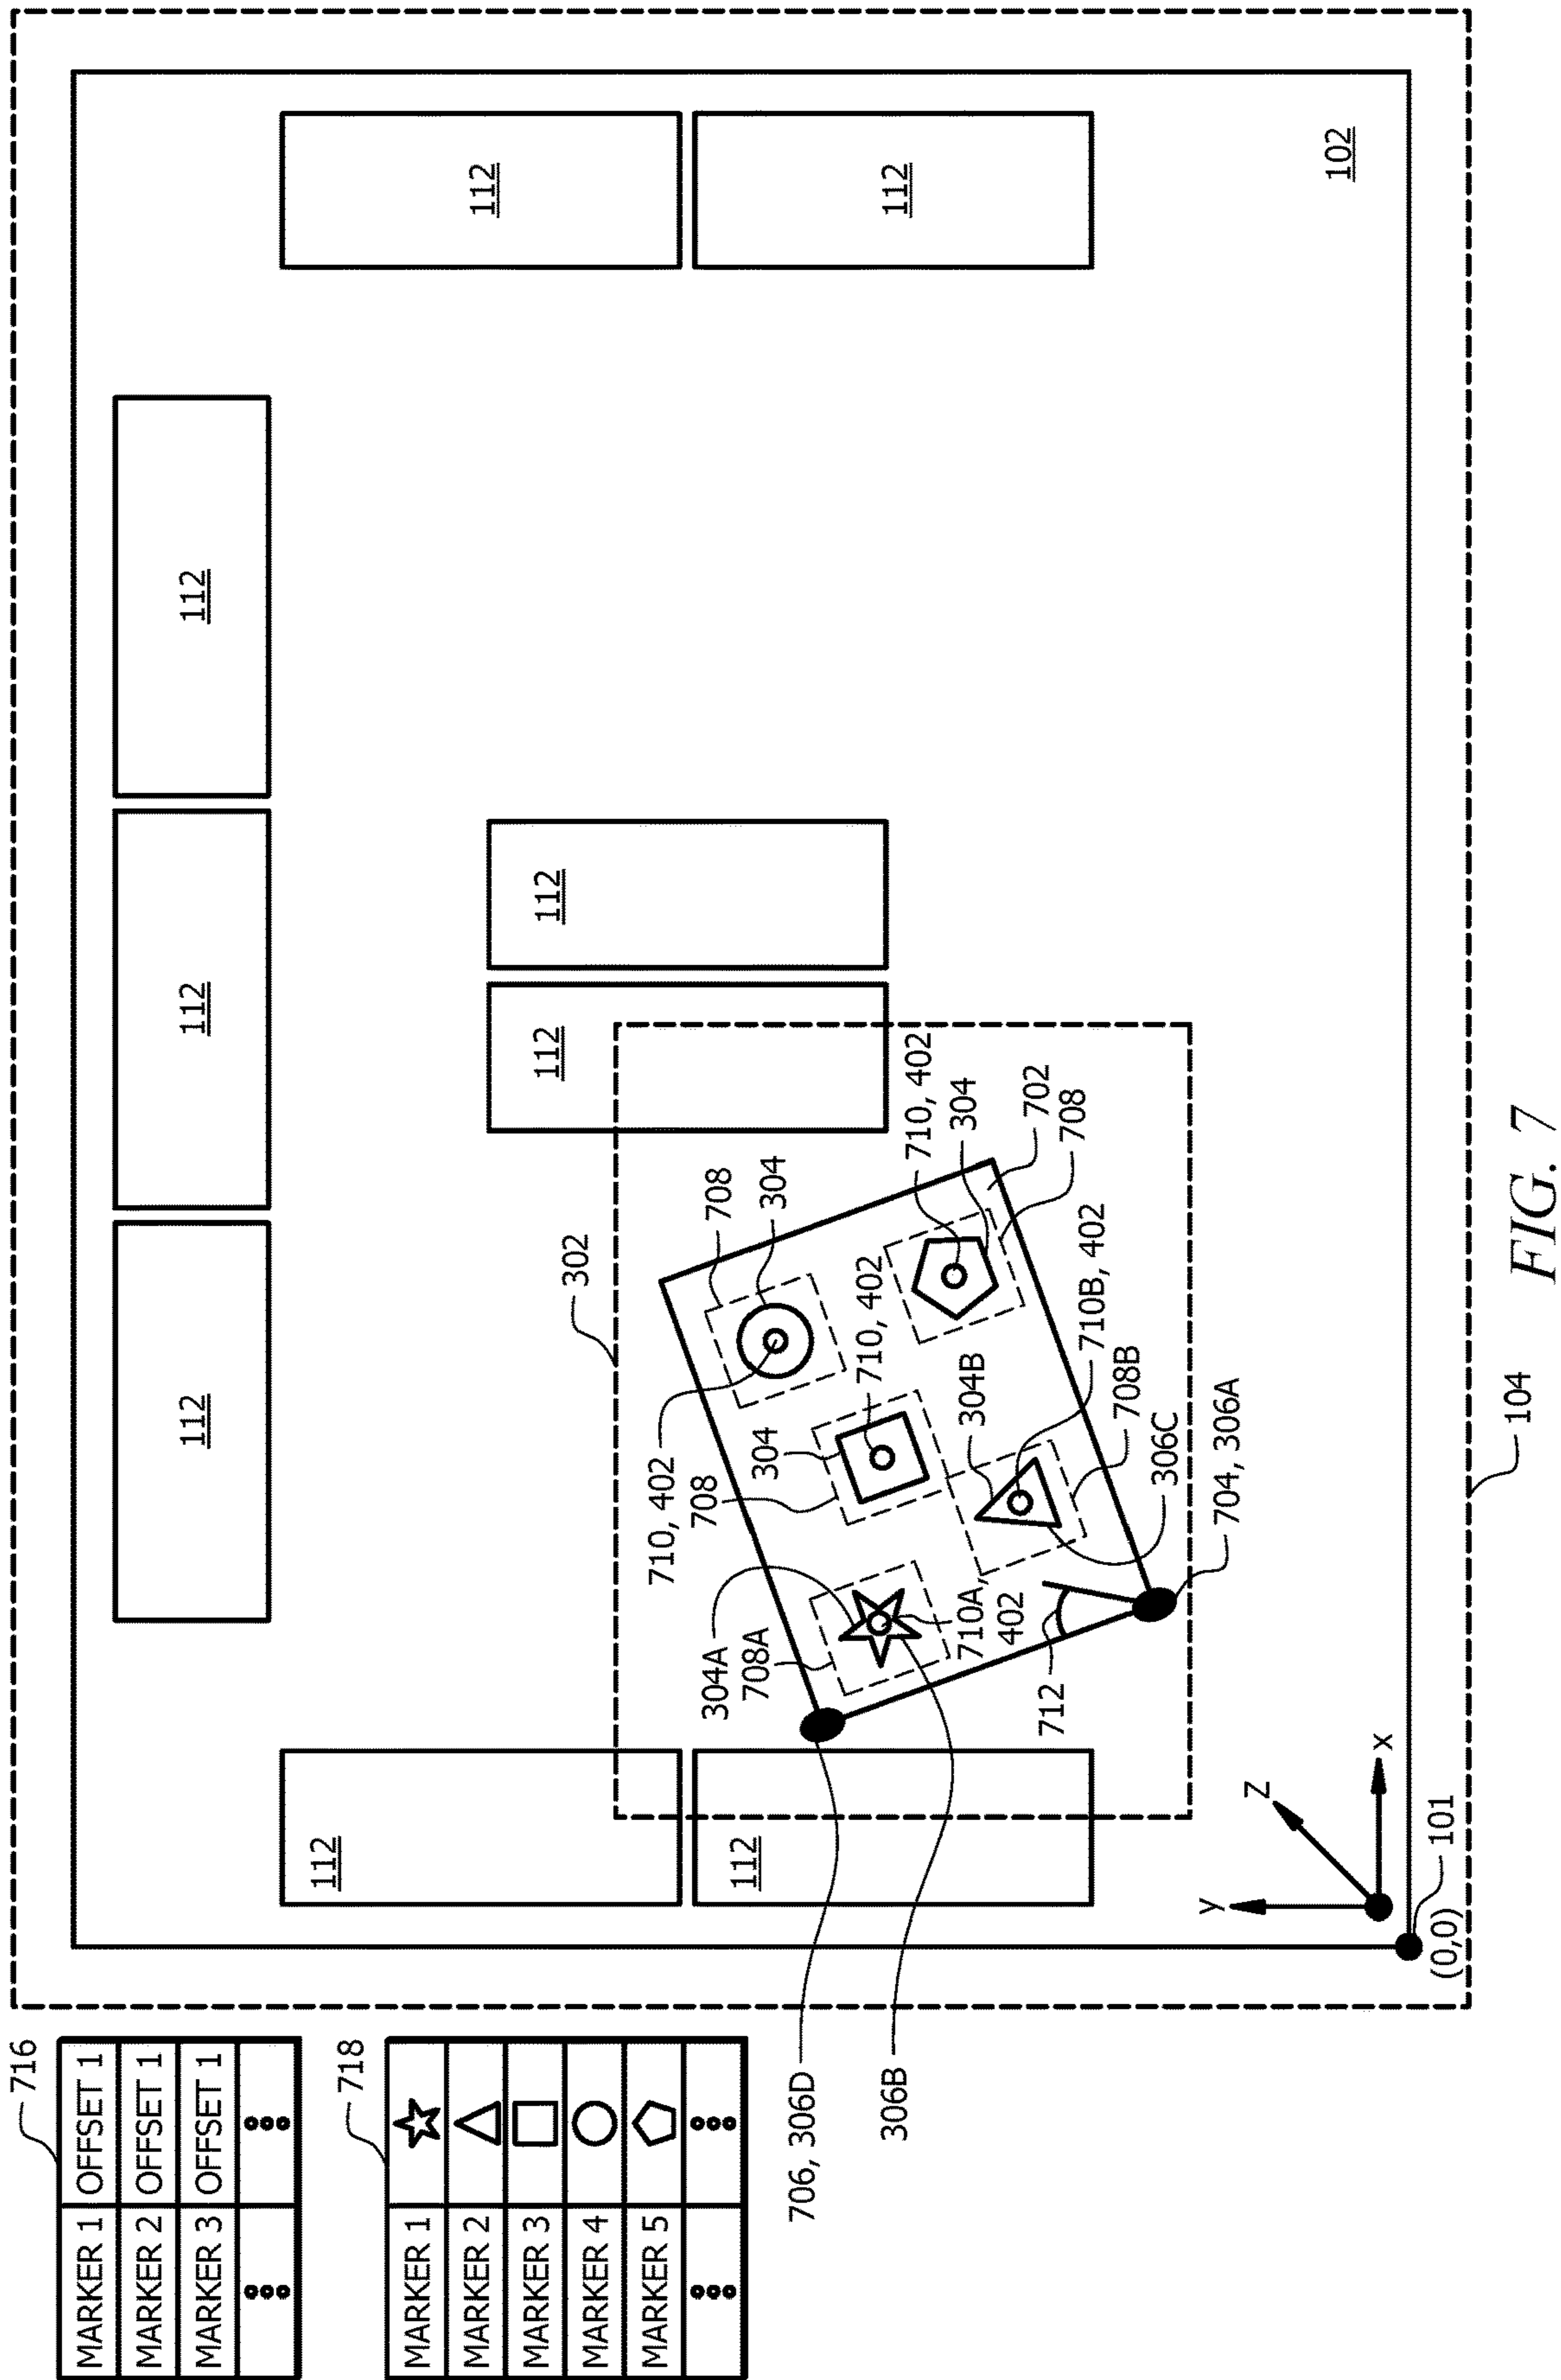 716
MARKER 1 OFFSET 1
MARKER 2 OFFSET 1
MARKER 3 OFFSET 1
718
MARKER 1
MARKER 2
MARKER 3
MARKER 4
MARKER 5
706, 306D
306B
112
112
112
112
112
112
112
112
112
302
304A
708A
710, 402
708
304
710, 402
708
304
710A,
402
304B
710B, 402
708B
306C
710, 402
304
702
708
712
704, 306A
y
Z
x
101
(0,0)
102
104
FIG. 7